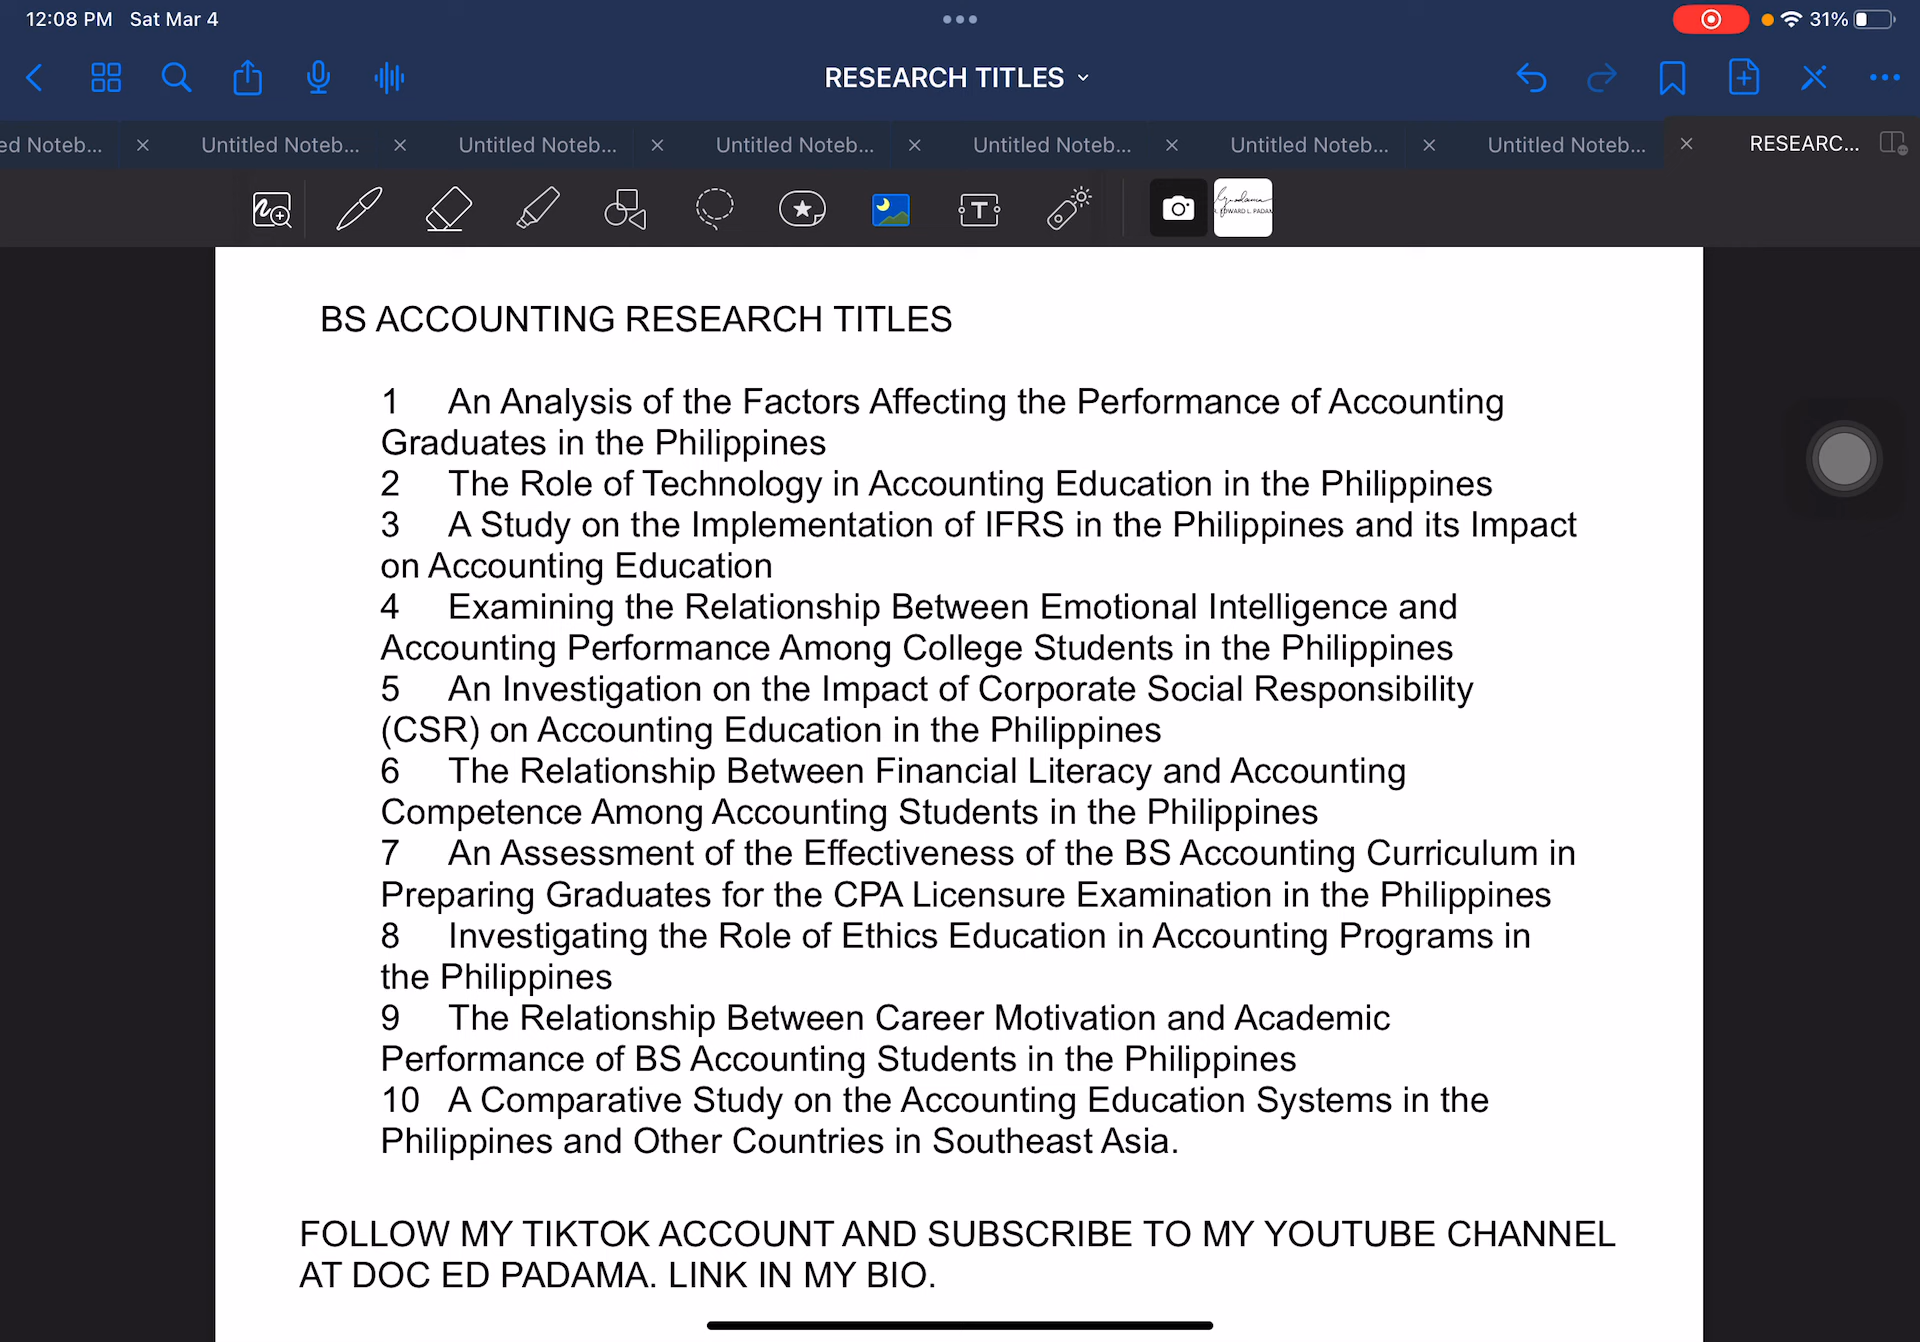 12:08 PM Sat Mar 4
31%
RESEARCH TITLES
ed Noteb...
Untitled Noteb...
Untitled Noteb...
Untitled Noteb...
Untitled Noteb...
Untitled Noteb...
Untitled Noteb...
RESEARC...
BS ACCOUNTING RESEARCH TITLES
1 An Analysis of the Factors Affecting the Performance of Accounting
Graduates in the Philippines
2 The Role of Technology in Accounting Education in the Philippines
3 A Study on the Implementation of IFRS in the Philippines and its Impact
on Accounting Education
4 Examining the Relationship Between Emotional Intelligence and
Accounting Performance Among College Students in the Philippines
5 An Investigation on the Impact of Corporate Social Responsibility
(CSR) on Accounting Education in the Philippines
6 The Relationship Between Financial Literacy and Accounting
Competence Among Accounting Students in the Philippines
7 An Assessment of the Effectiveness of the BS Accounting Curriculum in
Preparing Graduates for the CPA Licensure Examination in the Philippines
8 Investigating the Role of Ethics Education in Accounting Programs in
the Philippines
9 The Relationship Between Career Motivation and Academic
Performance of BS Accounting Students in the Philippines
10 A Comparative Study on the Accounting Education Systems in the
Philippines and Other Countries in Southeast Asia.
FOLLOW MY TIKTOK ACCOUNT AND SUBSCRIBE TO MY YOUTUBE CHANNEL
AT DOC ED PADAMA. LINK IN MY BIO.